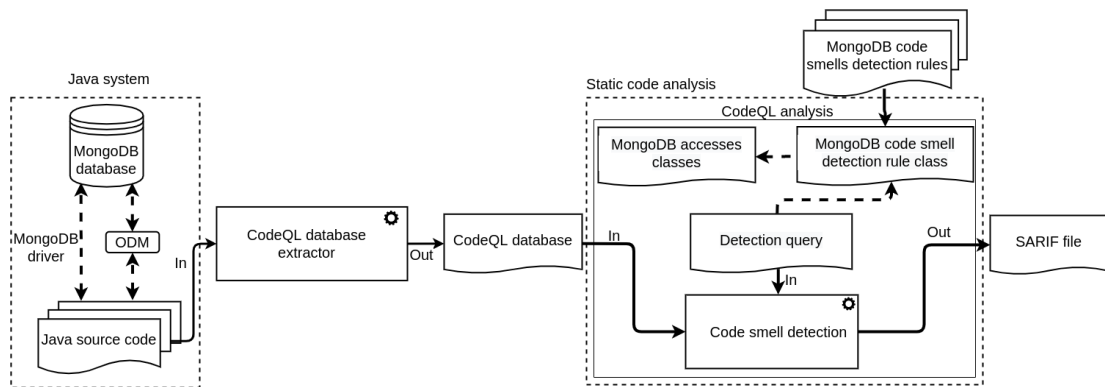 MongoDB code
smells detection rules
Java system
Static code analysis
CodeQL analysis
MongoDB
database
MongoDB accesses
classes
MongoDB code smell
detection rule class
MongoDB
driver
ODM
In
CodeQL database
extractor
Out
CodeQL database
In
Detection query
In
Out
SARIF file
Java source code
Code smell detection